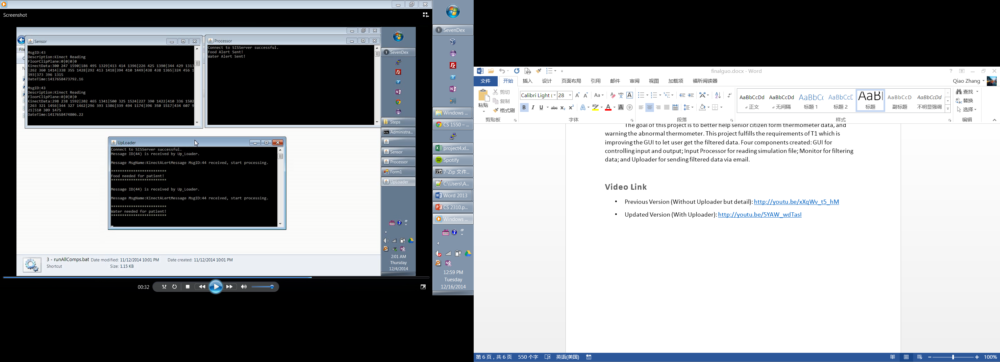 Screenshot
Sensor
MsgID:43
Description:Kinect Reading
FloorClipPlane:0|0|0|0
KinectData:300 247 1590|186 495 1329|413 414 1396|226 425 1390|344 429 1313
|262 360 1414|338 355 1428|292 413 1418|394 410 1449|438 438 1365|324 456 1
393|373 396 1315
DateTime:1417658473792.16
MsgID:43
Description:Kinect Reading
FloorClipPlane:0|0|0|0
KinectData:298 238 1592|202 465 1341|500 325 1524|227 390 1422|410 336 1502
|263 321 1456|344 327 1462|296 393 1386|339 494 1174|396 350 1517|434 607 9
21|510 309 1475
DateTime:1417658474806.22
Processor
Connect to SISServer successful.
Food Alert Sent!
Water Alert Sent!
UpLoader
Connect to SISServer successful.
Message ID(44) is received by Up_Loader.
Message MsgName:KinectALertMessage MsgID:44 received, start processing.
*************************
Food needed for patient!
*************************
Message ID(44) is received by Up_Loader.
Message MsgName:KinectALertMessage MsgID:44 received, start processing.
*************************
Water needed for patient!
*************************
File
3 - runAllComps.bat Date modified: 11/12/2014 10:01 PM Date created: 11/12/2014 10:01 PM
Shortcut Size: 1.15 KB
SevenDex
Steps
Administra...
Sensor
Processor
Form1
UpLoader
2:01 AM
Thursday
12/4/2014
00:32
SevenDex
Windows ...
CS 1550 – ...
project4.xl...
Spotify
7-Zip 文件...
C:\Users\A...
Word 2013
CS 2310.p...
Windows ...
12:59 PM
Tuesday
12/16/2014
finalguo.docx - Word
文件 开始 插入 设计 页面布局 引用 邮件 审阅 视图 加载项 福昕阅读器 Qiao Zhang
粘贴 剪切 复制 格式刷
剪贴板
Calibri Light ( 28
字体
段落
AaBbCcDd AaBbCcDd AaBbC AaBbCcD AaBl AaBbCcD AaBbCcDd
正文 无间隔 标题 1 标题 2 标题 副标题 不明显强调
样式
查找
替换
选择
编辑
The goal of this project is to better help senior citizen form thermometer data, and
warning the abnormal thermometer. This project fulfills the requirements of T1 which is
improving the GUI to let user get the filtered data. Four components created: GUI for
controlling input and output; Input Processor for reading simulation file; Monitor for filtering
data; and Uploader for sending filtered data via email.
Video Link
• Previous Version (Without Uploader but detail): http://youtu.be/xXqWv_t5_hM
• Updated Version (With Uploader): http://youtu.be/5YAW_wdTasI
第 6 页，共 6 页 550 个字 英语(美国) 100%